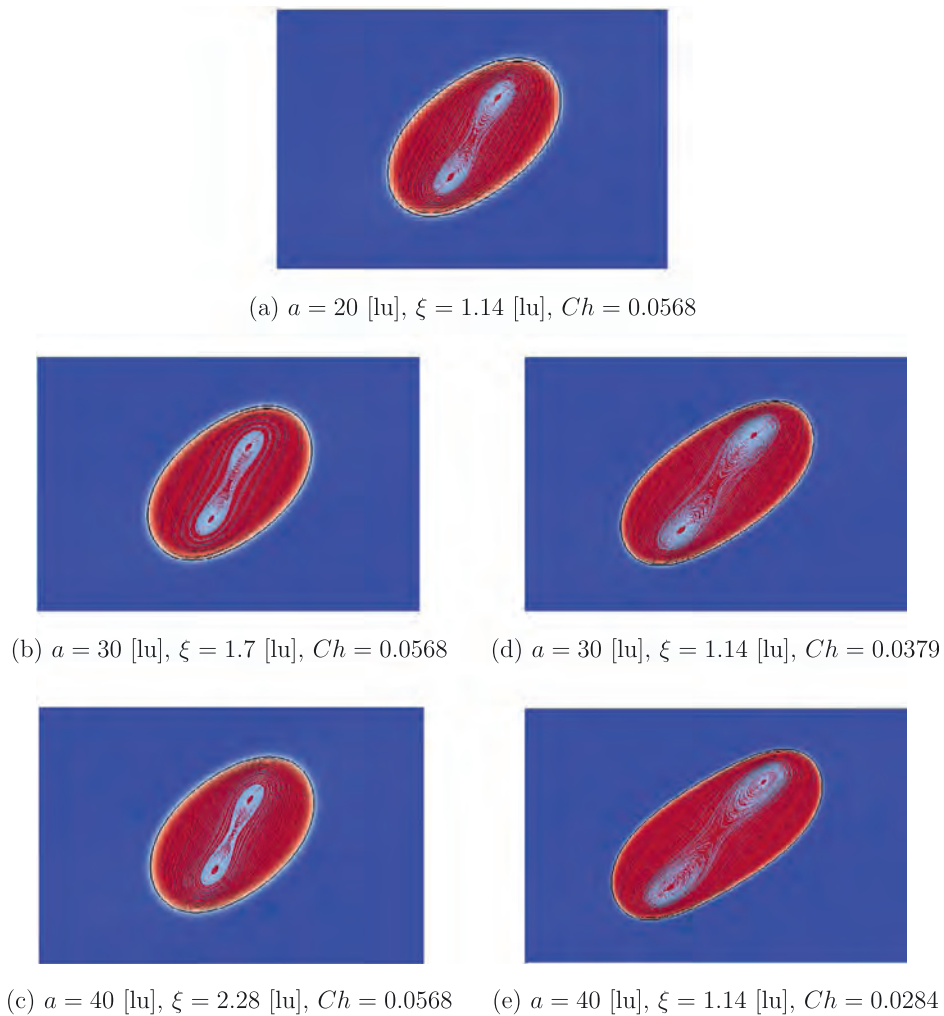 (a) a = 20 [lu], ξ = 1.14 [lu], Ch = 0.0568
(b) a = 30 [lu], ξ = 1.7 [lu], Ch = 0.0568
(d) a = 30 [lu], ξ = 1.14 [lu], Ch = 0.0379
(c) a = 40 [lu], ξ = 2.28 [lu], Ch = 0.0568
(e) a = 40 [lu], ξ = 1.14 [lu], Ch = 0.0284